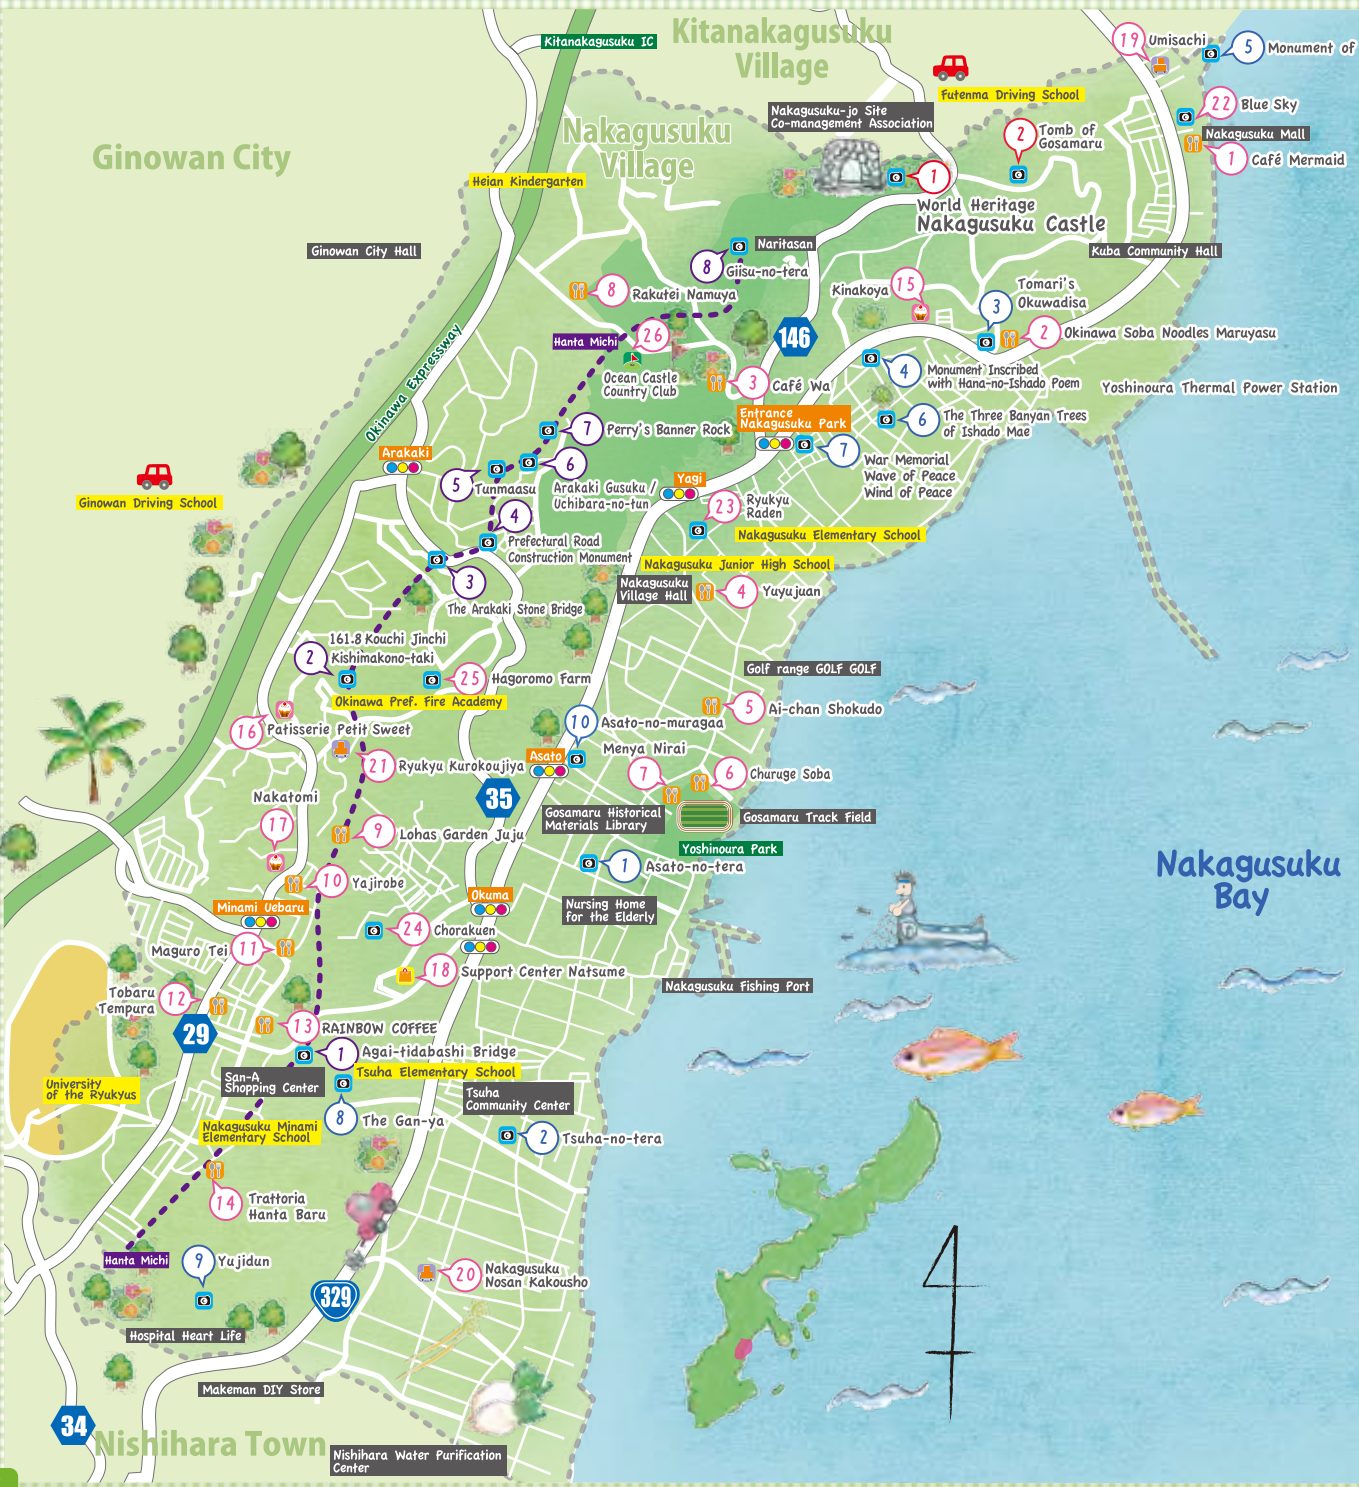 Kitanakagusuku IC
Kitanakagusuku
Village
19
Umisachi
5
Monument of
Futenma Driving School
22
Blue Sky
Nakagusuku-jo Site
Co-management Association
2
Tomb of
Gosamaru
Nakagusuku Mall
1
Café Mermaid
Ginowan City
Nakagusuku
Village
Heian Kindergarten
1
World Heritage
Nakagusuku Castle
Ginowan City Hall
Naritasan
8
Giisu-no-tera
Kuba Community Hall
8
Rakutei Namuya
Kinakoya
15
Tomari's
Okuwadisa
3
2
Okinawa Soba Noodles Maruyasu
Hanta Michi
26
146
Ocean Castle
Country Club
3
Café Wa
4
Monument Inscribed
with Hana-no-Ishado Poem
Yoshinoura Thermal Power Station
Okinawa Expressway
Entrance
Nakagusuku Park
6
The Three Banyan Trees
of Ishado Mae
7
Perry's Banner Rock
7
War Memorial
Wave of Peace
Wind of Peace
Arakaki
6
5
Tunmaasu
Arakaki Gusuku /
Uchibara-no-tun
Yagi
23
Ryukyu
Raden
Ginowan Driving School
4
Prefectural Road
Construction Monument
Nakagusuku Elementary School
Nakagusuku Junior High School
3
The Arakaki Stone Bridge
Nakagusuku
Village Hall
4
Yuyujuan
161.8 Kouchi Jinchi
2
Kishimakono-taki
25
Hagoromo Farm
Golf range GOLF GOLF
Okinawa Pref. Fire Academy
5
Ai-chan Shokudo
16
Patisserie Petit Sweet
10
Asato-no-muragaa
21
Ryukyu Kurokoujiya
Asato
Menya Nirai
7
6
Churuge Soba
Nakatomi
17
35
Gosamaru Historical
Materials Library
Gosamaru Track Field
9
Lohas Garden Juju
Yoshinoura Park
1
Asato-no-tera
Nakagusuku
Bay
10
Yajirobe
Okuma
Minami Uebaru
Nursing Home
for the Elderly
24
Chorakuen
Maguro Tei
11
18
Support Center Natsume
Nakagusuku Fishing Port
Tobaru
Tempura
12
29
13
RAINBOW COFFEE
1
Agai-tidabashi Bridge
San-A
Shopping Center
Tsuha Elementary School
University
of the Ryukyus
Tsuha
Community Center
8
The Gan-ya
Nakagusuku Minami
Elementary School
2
Tsuha-no-tera
14
Trattoria
Hanta Baru
Hanta Michi
9
Yujidun
20
Nakagusuku
Nosan Kakousho
329
Hospital Heart Life
Makeman DIY Store
34
Nishihara Town
Nishihara Water Purification
Center